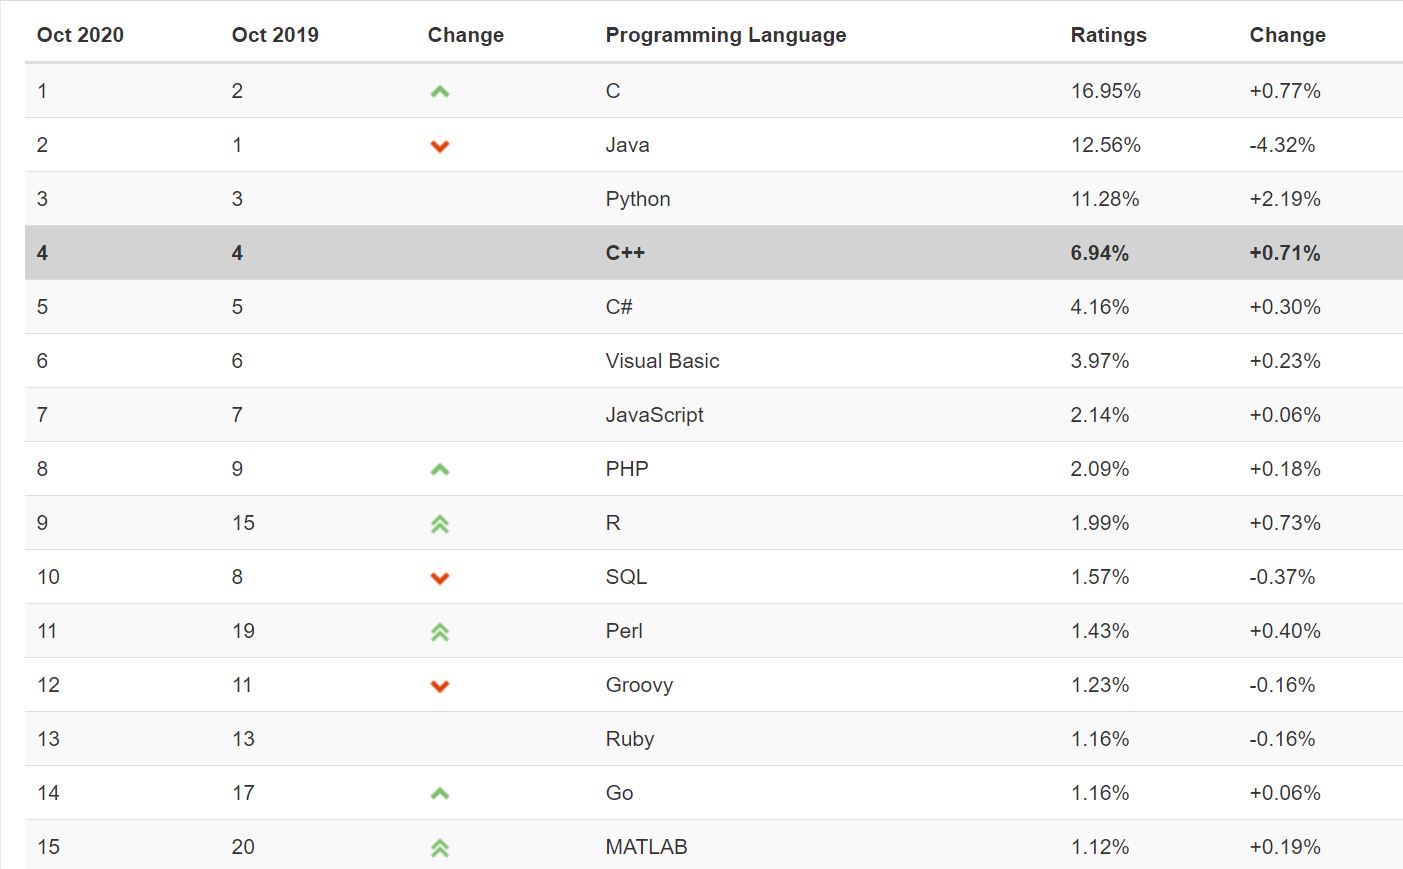 Oct 2020 Oct 2019 Change Programming Language Ratings Change
1 2 C 16.95% +0.77%
2 1 Java 12.56% -4.32%
3 3 Python 11.28% +2.19%
4 4 C++ 6.94% +0.71%
5 5 C# 4.16% +0.30%
6 6 Visual Basic 3.97% +0.23%
7 7 JavaScript 2.14% +0.06%
8 9 PHP 2.09% +0.18%
9 15 R 1.99% +0.73%
10 8 SQL 1.57% -0.37%
11 19 Perl 1.43% +0.40%
12 11 Groovy 1.23% -0.16%
13 13 Ruby 1.16% -0.16%
14 17 Go 1.16% +0.06%
15 20 MATLAB 1.12% +0.19%